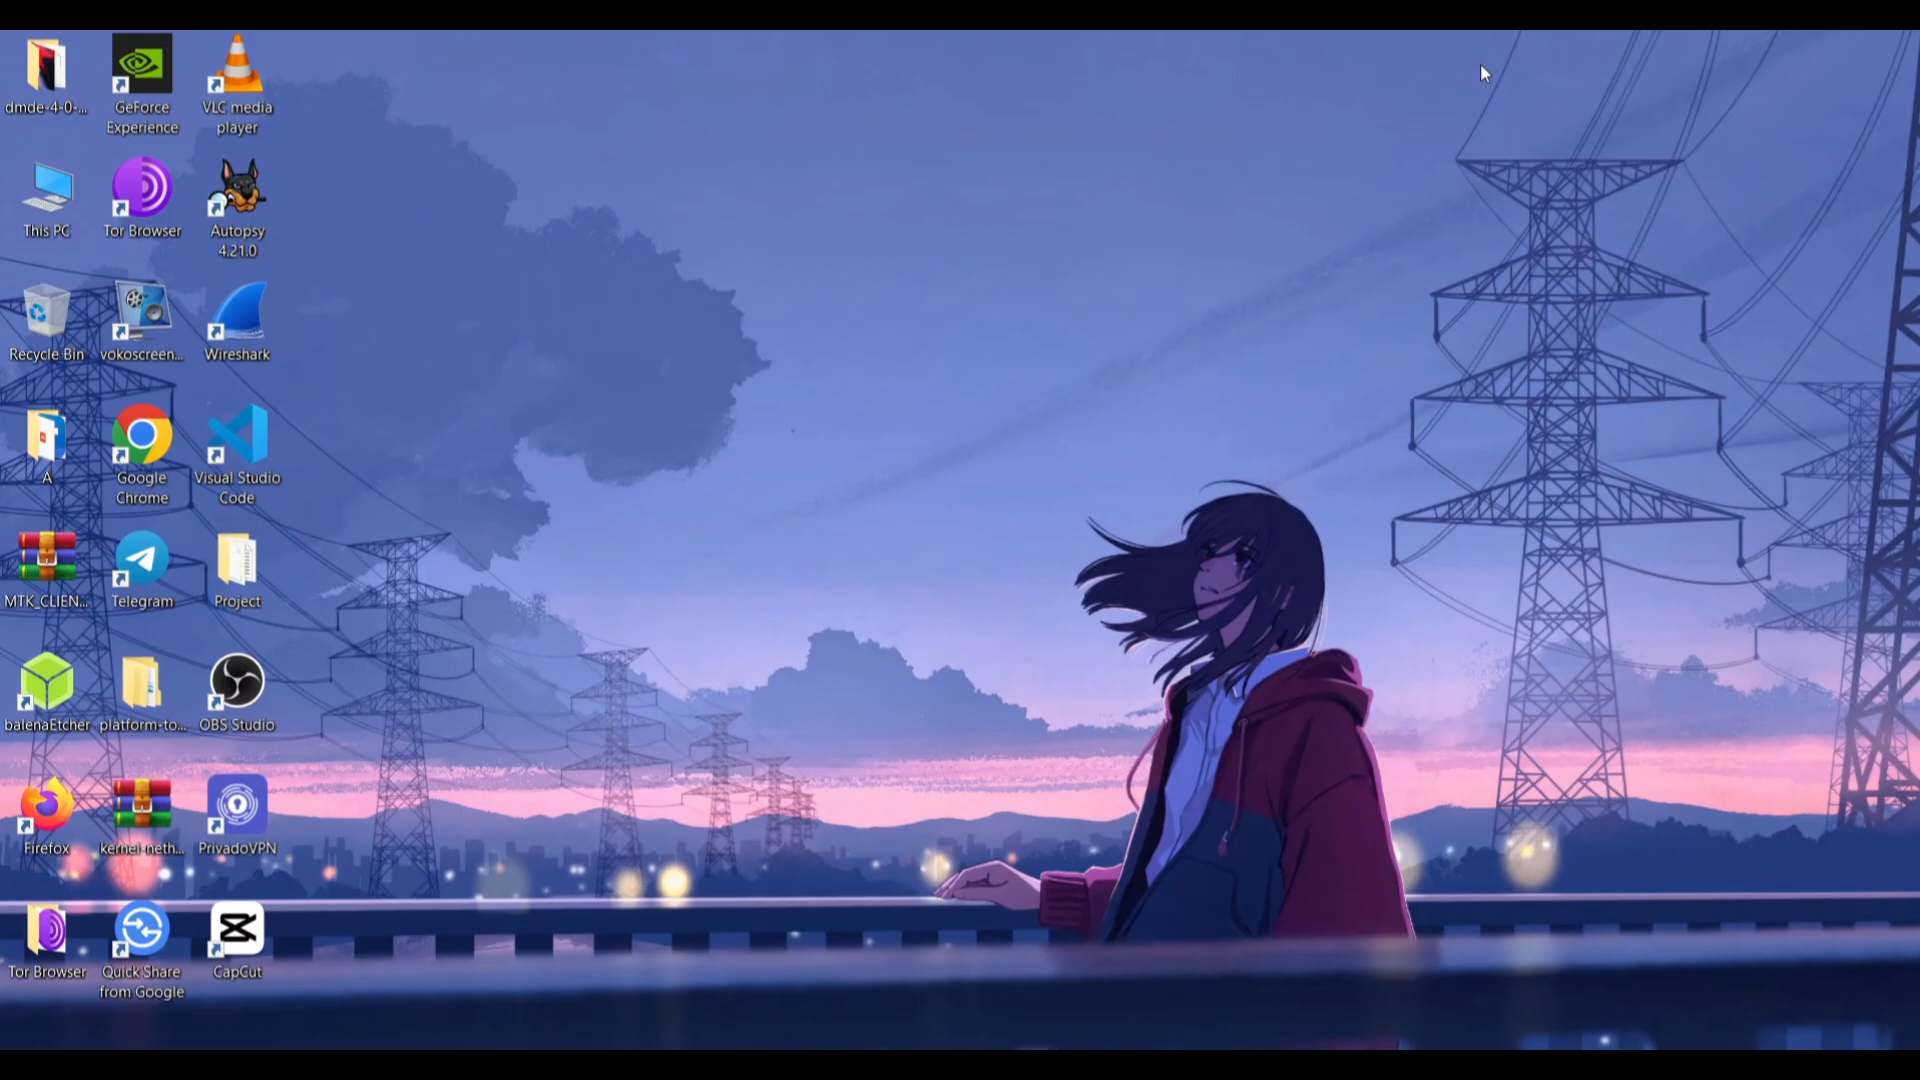 dmde-4-0-...
GeForce
Experience
VLC media
player
This PC
Tor Browser
Autopsy
4.21.0
Recycle Bin
vokoscreen...
Wireshark
A
Google
Chrome
Visual Studio
Code
MTK_CLIEN...
Telegram
Project
balenaEtcher
platform-to...
OBS Studio
Firefox
kernel-neth...
PrivadoVPN
Tor Browser
Quick Share
from Google
CapCut